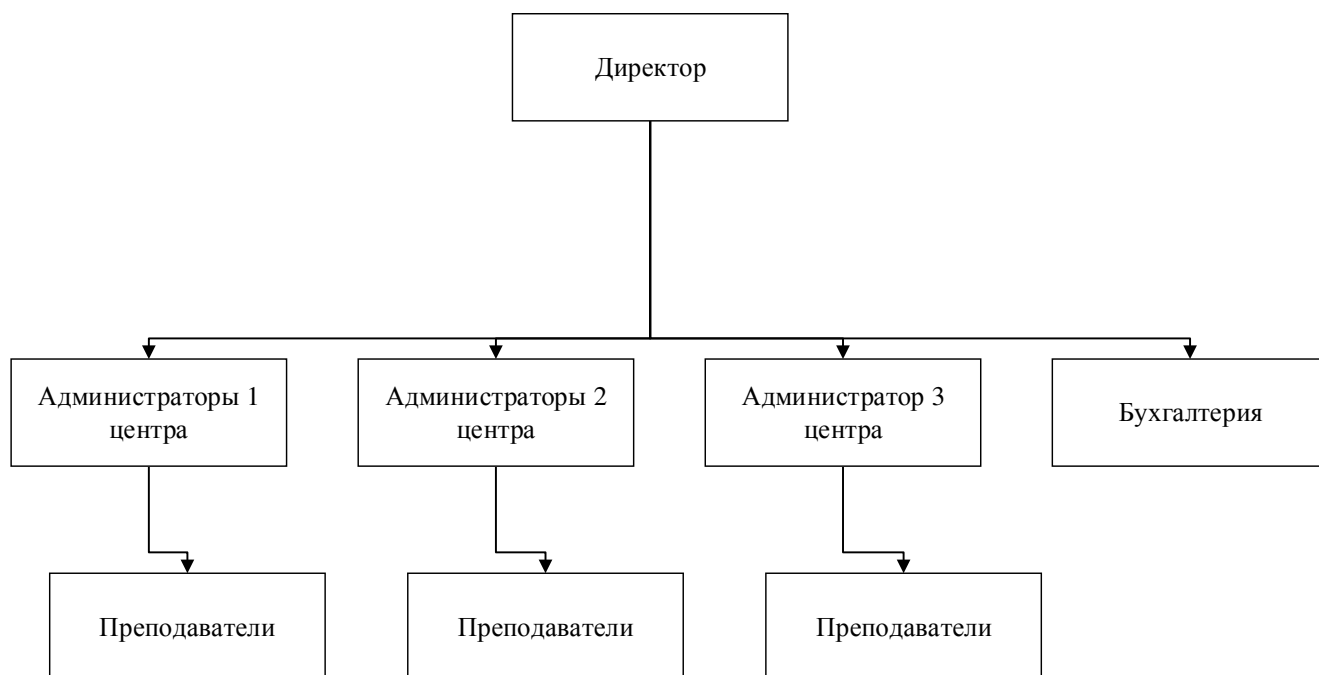 Директор
Администраторы 1
центра
Администраторы 2
центра
Администратор 3
центра
Бухгалтерия
Преподаватели
Преподаватели
Преподаватели